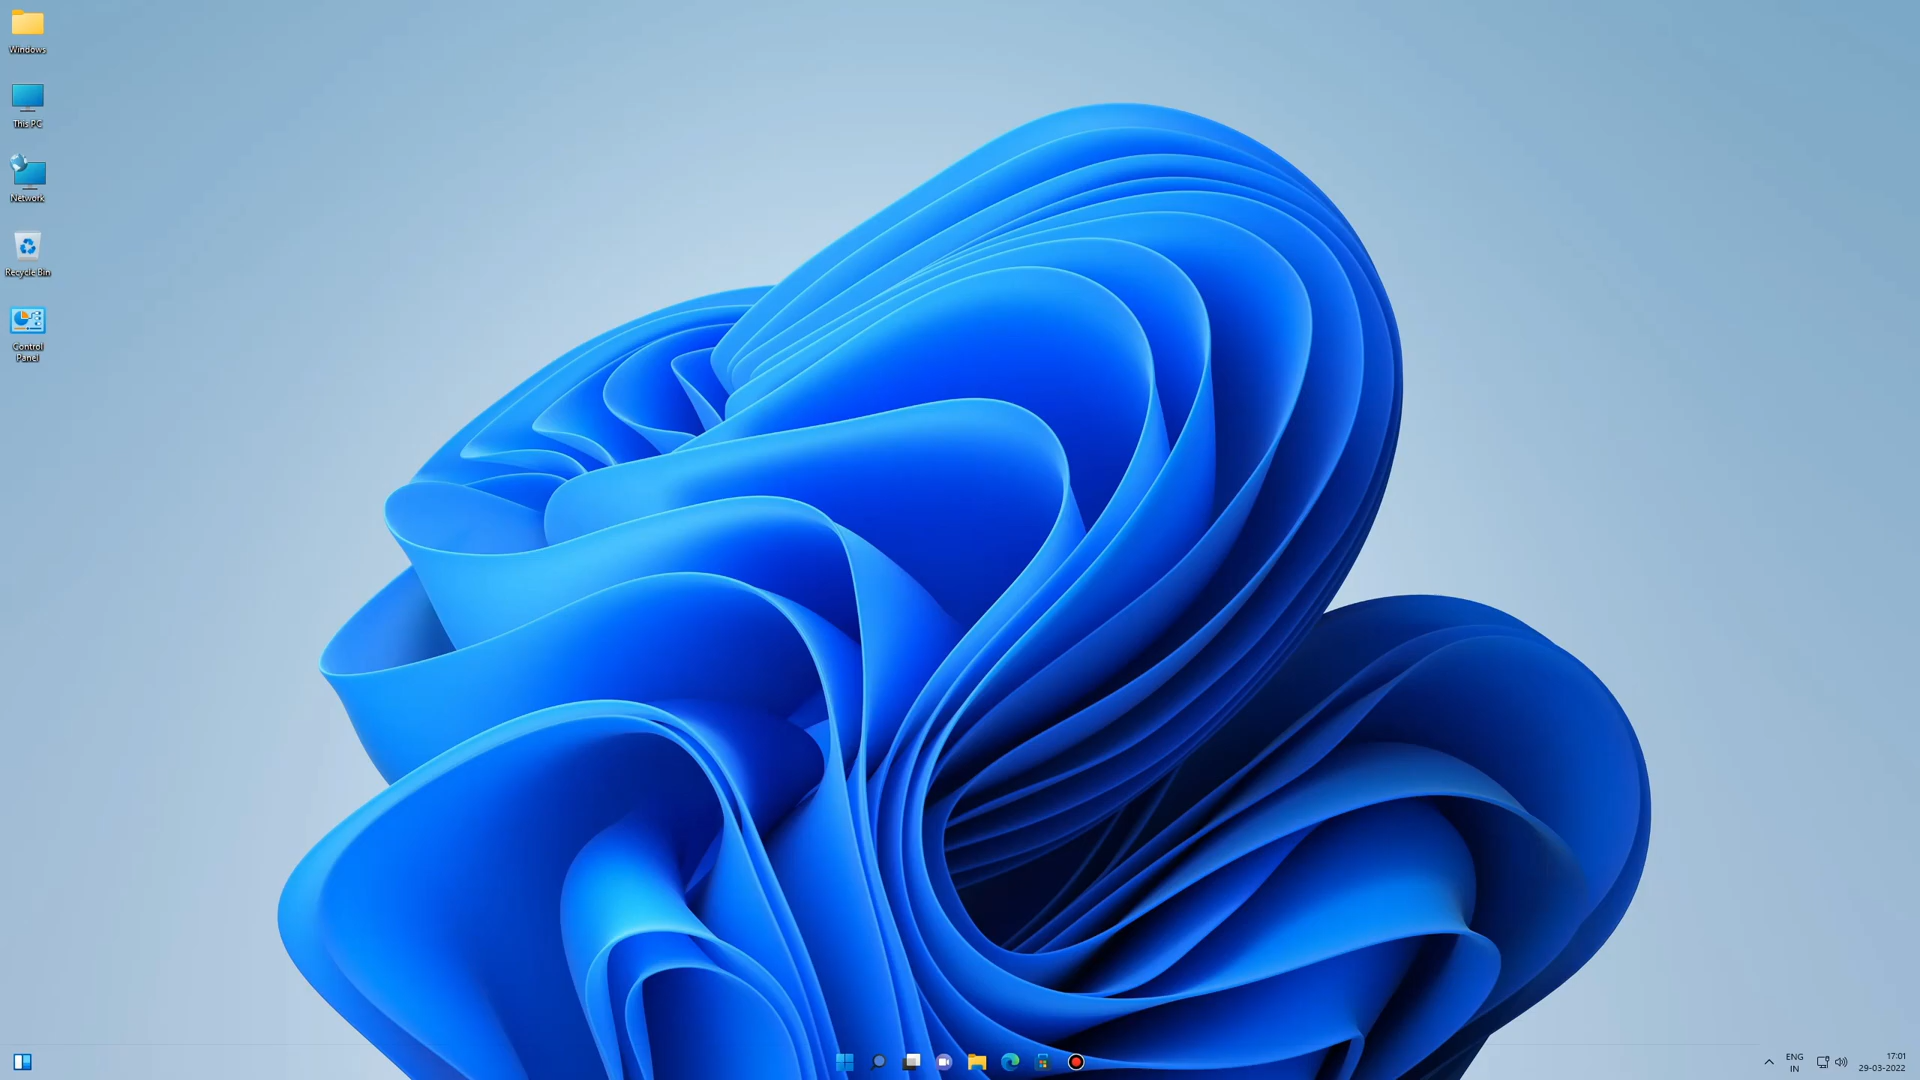 Windows
This PC
Network
Recycle Bin
Control
Panel
ENG
IN
17:01
29-03-2022